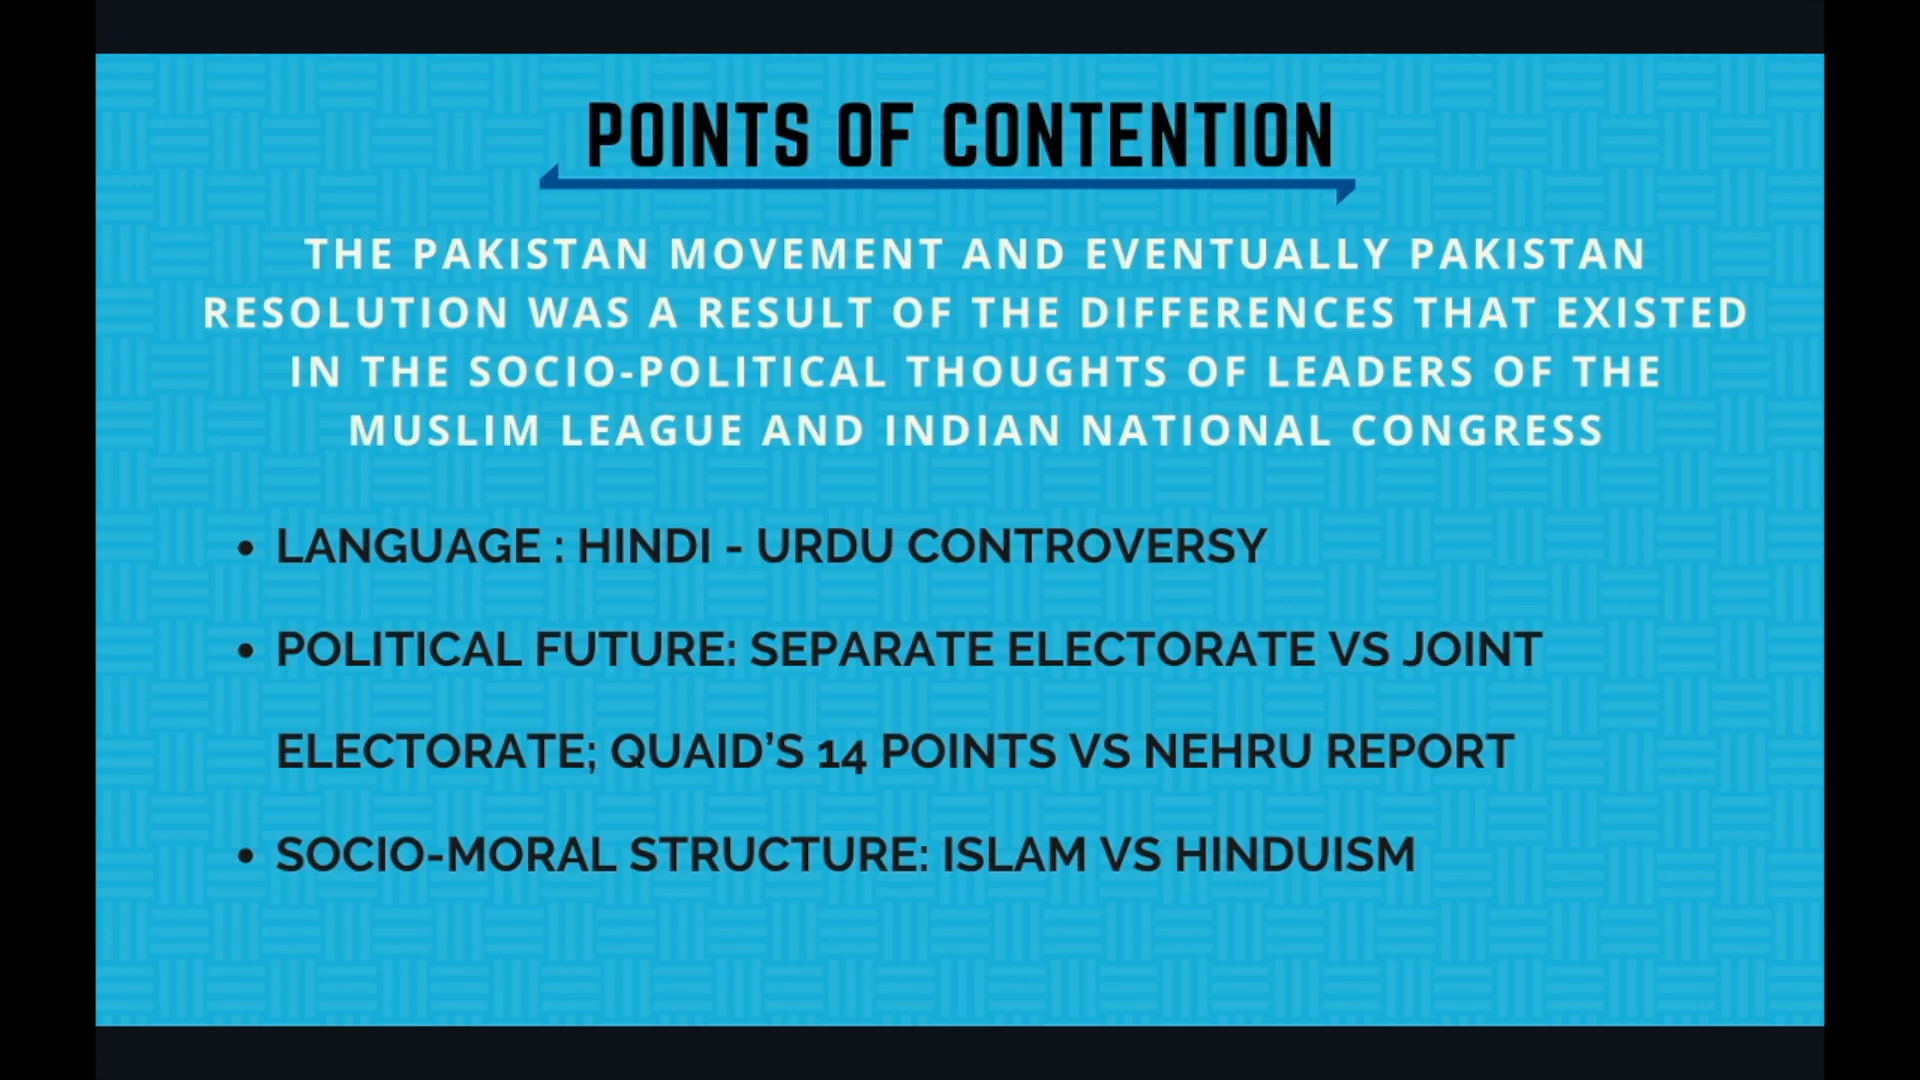 POINTS OF CONTENTION
THE PAKISTAN MOVEMENT AND EVENTUALLY PAKISTAN
RESOLUTION WAS A RESULT OF THE DIFFERENCES THAT EXISTED
IN THE SOCIO-POLITICAL THOUGHTS OF LEADERS OF THE
MUSLIM LEAGUE AND INDIAN NATIONAL CONGRESS
• LANGUAGE : HINDI - URDU CONTROVERSY
• POLITICAL FUTURE: SEPARATE ELECTORATE VS JOINT
ELECTORATE; QUAID’S 14 POINTS VS NEHRU REPORT
• SOCIO-MORAL STRUCTURE: ISLAM VS HINDUISM